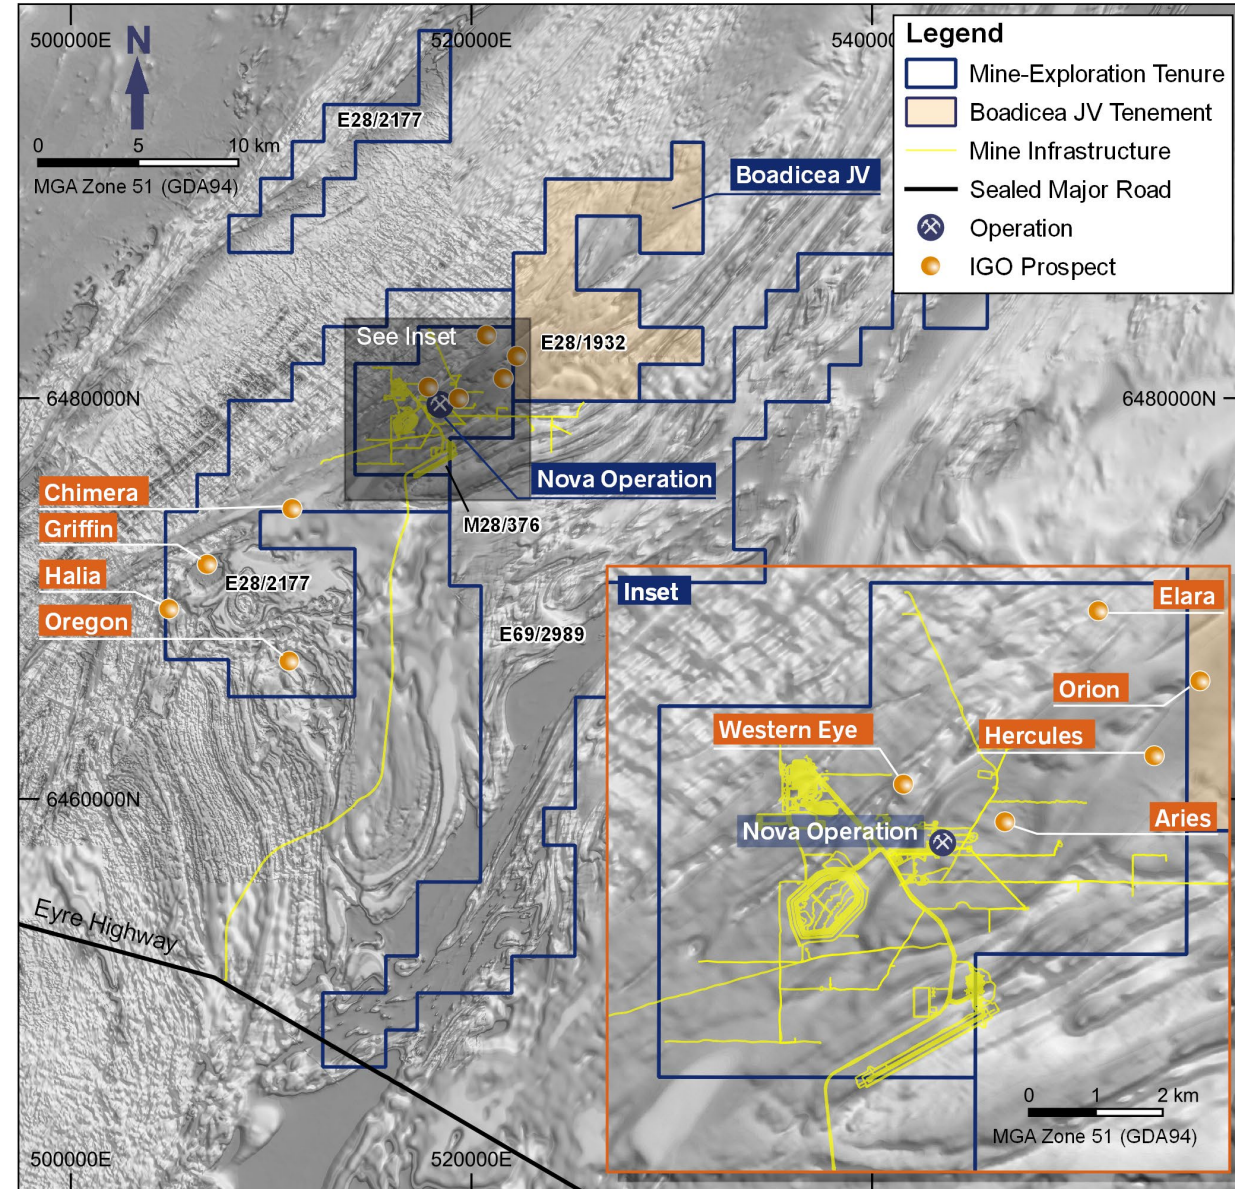 500000E
N
520000E
540000
Legend
Mine-Exploration Tenure
Boadicea JV Tenement
Mine Infrastructure
Sealed Major Road
Operation
IGO Prospect
0 5 10 km
MGA Zone 51 (GDA94)
E28/2177
Boadicea JV
See Inset
E28/1932
6480000N
6480000N
Nova Operation
M28/376
Chimera
Griffin
Halia
Oregon
E28/2177
E69/2989
6460000N
Eyre Highway
500000E
520000E
Inset
Elara
Orion
Western Eye
Hercules
Nova Operation
Aries
0 1 2 km
MGA Zone 51 (GDA94)